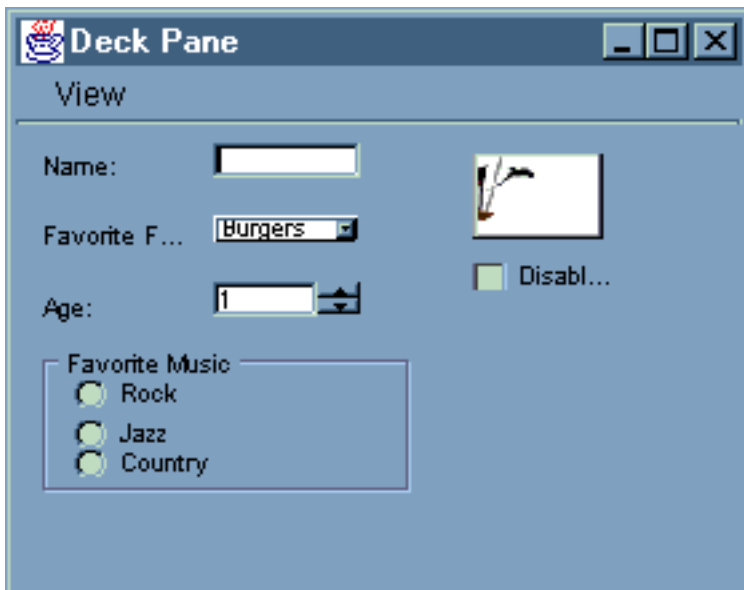 Deck Pane
View
Name:
Favorite F...
Burgers
Age:
1
Disabl...
Favorite Music
Rock
Jazz
Country